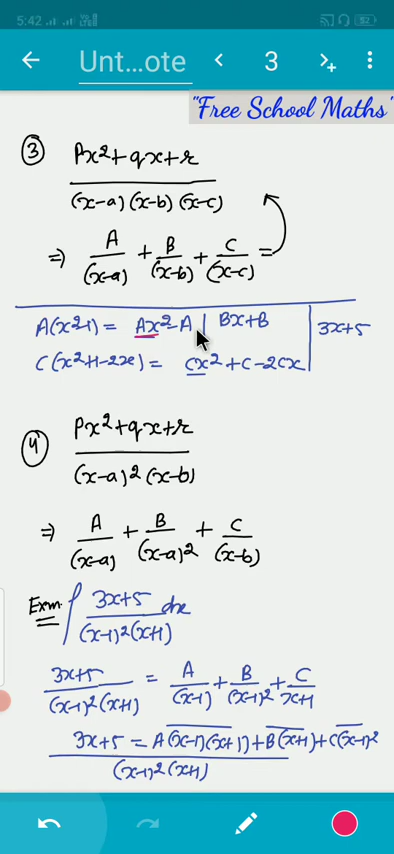 5:42 52
Unt...ote 3
"Free School Maths"
③ Px²+qx+r
(x-a) (x-b) (x-c)
⇒ A/(x-a) + B/(x-b) + C/(x-c) =
A(x²-1) = Ax²-A | Bx+B | 3x+5
C(x²+1-2x) = Cx²+C-2Cx
④ Px²+qx+r
(x-a)²(x-b)
⇒ A/(x-a) + B/(x-a)² + C/(x-b)
Exm. ∫ 3x+5/(x-1)²(x+1) dx
3x+5/(x-1)²(x+1) = A/(x-1) + B/(x-1)² + C/x+1
3x+5 = A(x-1)(x+1)+B(x+1)+C(x-1)²
(x-1)²(x+1)